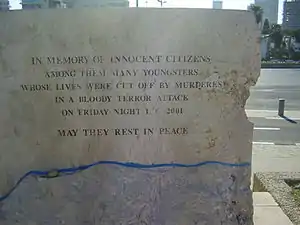 IN MEMORY OF INNOCENT CITIZENS
AMONG THEM MANY YOUNGSTERS
WHOSE LIVES WERE CUT OFF BY MURDERERS
IN A BLOODY TERROR ATTACK
ON FRIDAY NIGHT 2001
MAY THEY REST IN PEACE